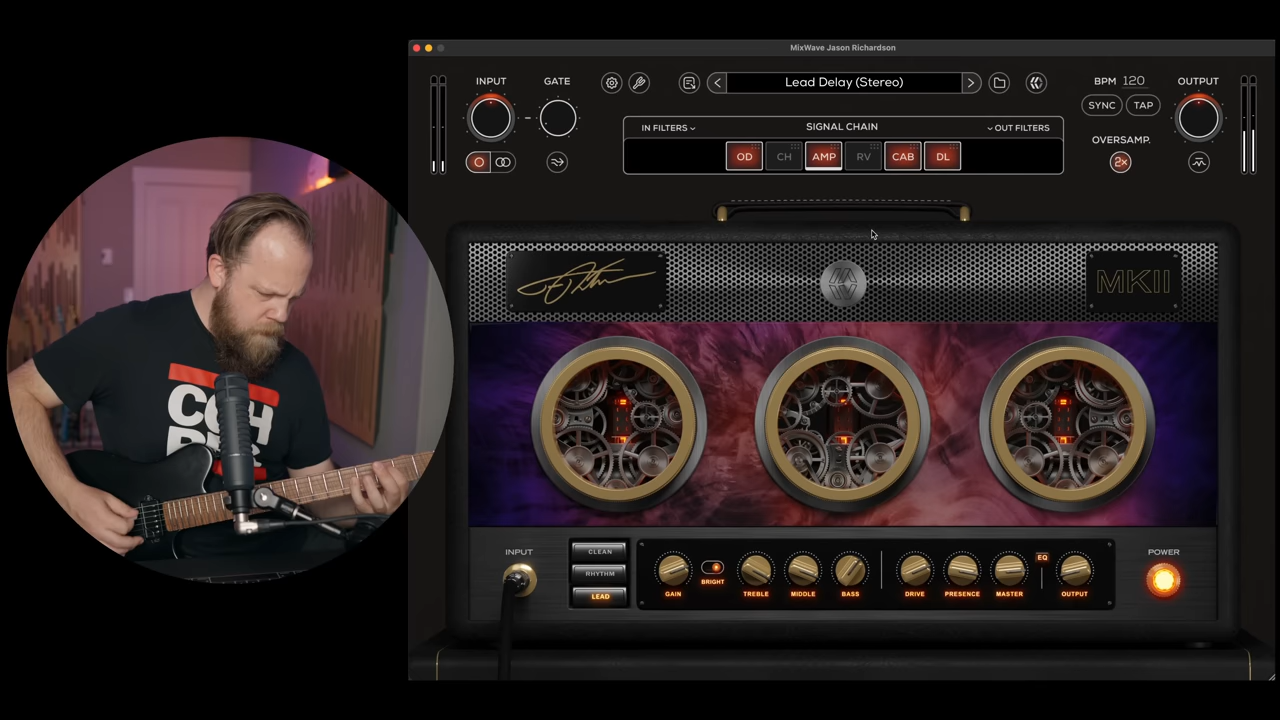 MixWave Jason Richardson
INPUT
GATE
Lead Delay (Stereo)
BPM 120
OUTPUT
SYNC
TAP
IN FILTERS
SIGNAL CHAIN
OUT FILTERS
OVERSAMP.
2x
OD
CH
AMP
RV
CAB
DL
MKII
INPUT
CLEAN
RHYTHM
LEAD
GAIN
BRIGHT
TREBLE
MIDDLE
BASS
DRIVE
PRESENCE
MASTER
EQ
OUTPUT
POWER